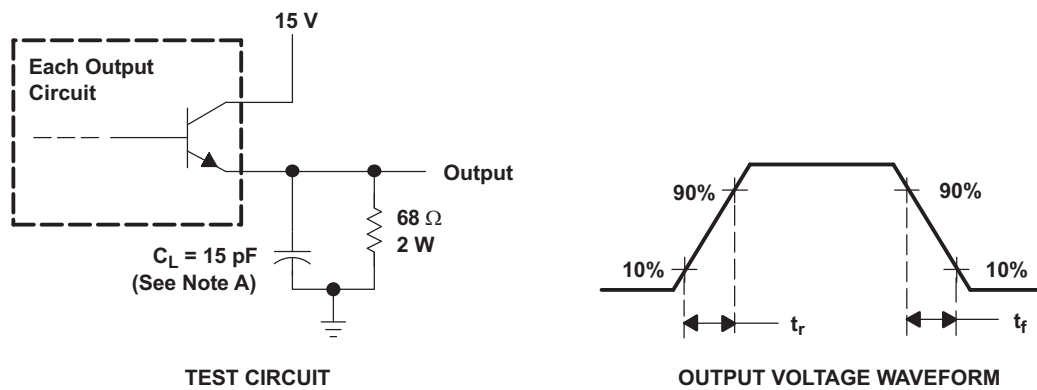 15 V
Each Output
Circuit
Output
68 Ω
2 W
C_L = 15 pF
(See Note A)
TEST CIRCUIT
90%
90%
10%
10%
t_r
t_f
OUTPUT VOLTAGE WAVEFORM